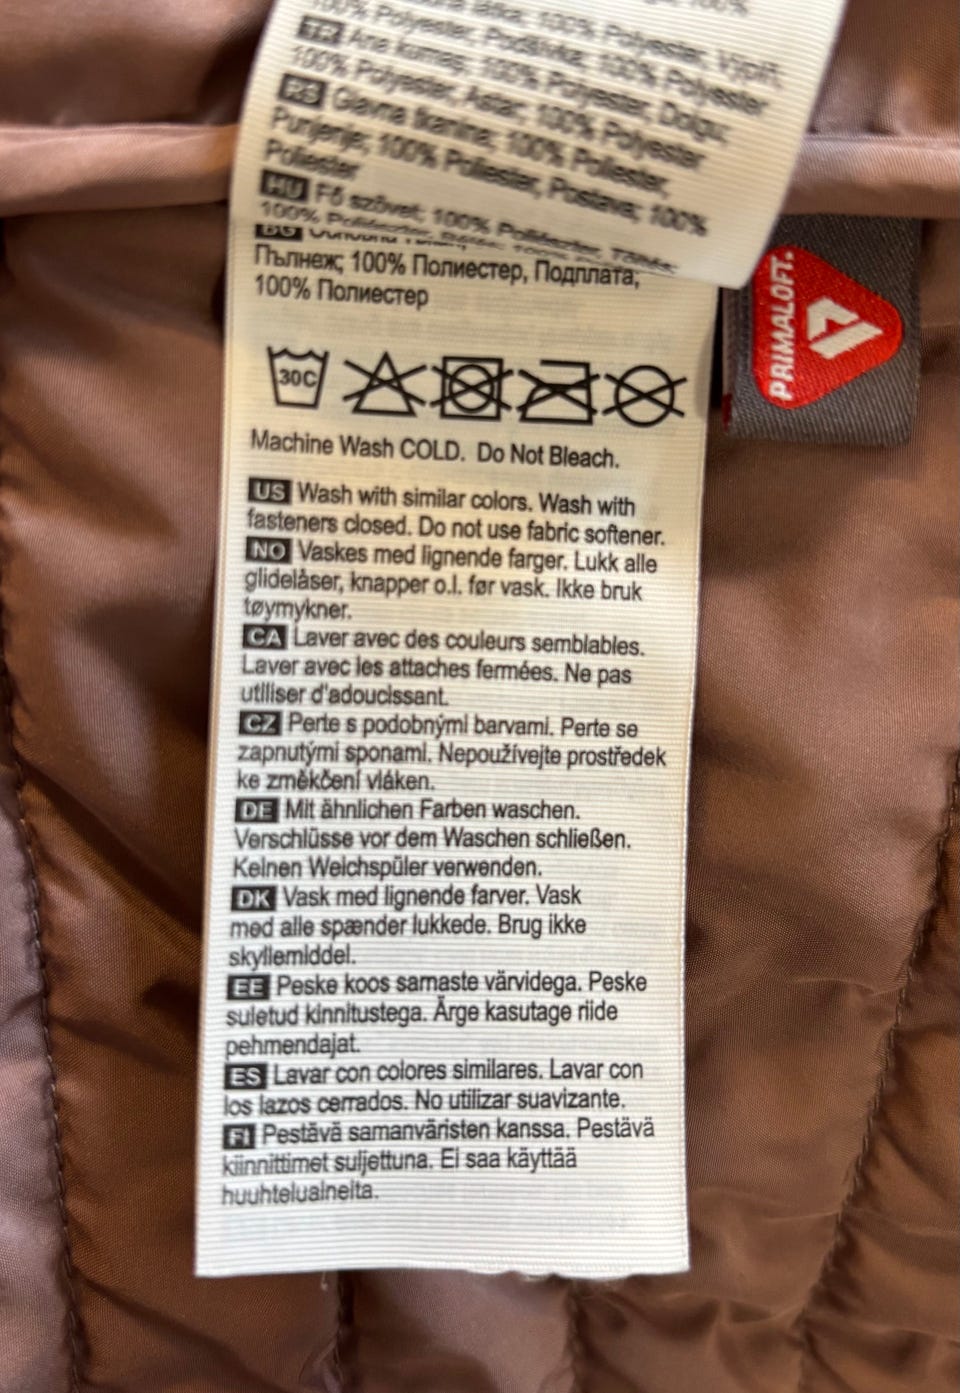 100%
látka; 100% Polyester, Výplň;
100% Polyester, Podšívka; 100% Polyester
TR Ana kumaş; 100% Polyester, Dolgu;
100% Polyester, Astar; 100% Polyester
RS Glavna tkanina; 100% Poliester,
Punjenje; 100% Poliester, Postava; 100%
Poliester
HU Fő szövet; 100% Poliészter, Töltés;
100% Poliészter,
BG
Пълнеж; 100% Полиестер, Подплата;
100% Полиестер
PRIMALOFT.
30C
Machine Wash COLD. Do Not Bleach.
US Wash with similar colors. Wash with
fasteners closed. Do not use fabric softener.
NO Vaskes med lignende farger. Lukk alle
glidelåser, knapper o.l. før vask. Ikke bruk
tøymykner.
CA Laver avec des couleurs semblables.
Laver avec les attaches fermées. Ne pas
utiliser d'adoucissant.
CZ Perte s podobnými barvami. Perte se
zapnutými sponami. Nepoužívejte prostředek
ke změkčení vláken.
DE Mit ähnlichen Farben waschen.
Verschlüsse vor dem Waschen schließen.
Keinen Weichspüler verwenden.
DK Vask med lignende farver. Vask
med alle spænder lukkede. Brug ikke
skyllemiddel.
EE Peske koos sarnaste värvidega. Peske
suletud kinnitustega. Ärge kasutage riide
pehmendajat.
ES Lavar con colores similares. Lavar con
los lazos cerrados. No utilizar suavizante.
FI Pestävä samanväristen kanssa. Pestävä
kiinnittimet suljettuna. Ei saa käyttää
huuhteluaineita.